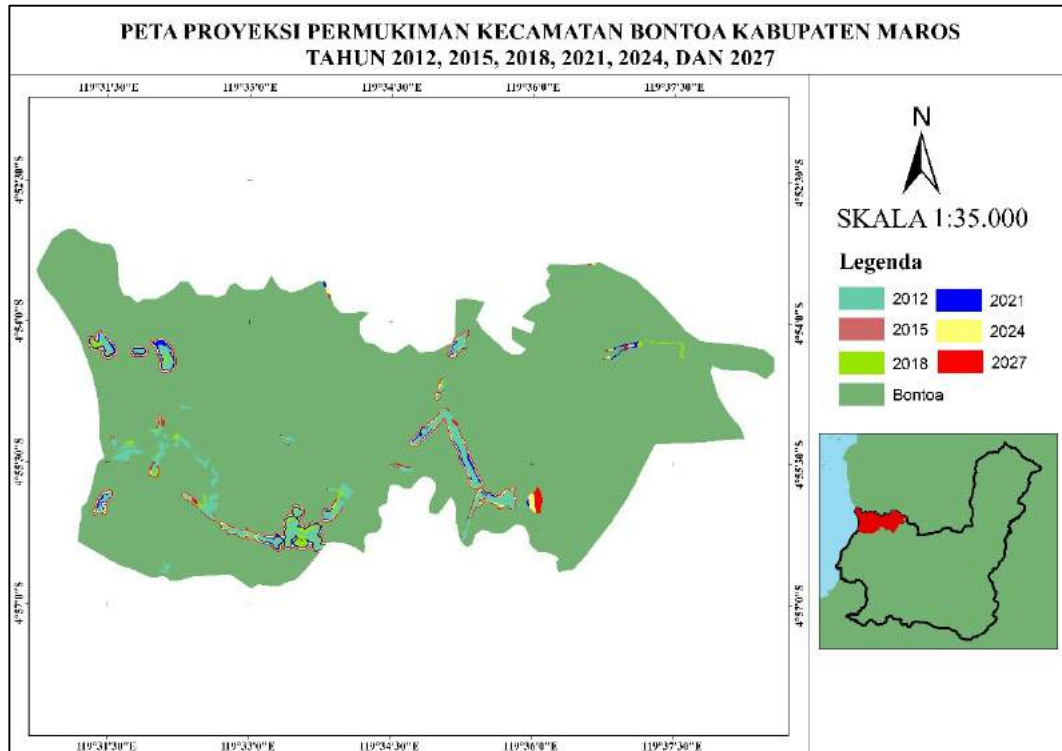 PETA PROYEKSI PERMUKIMAN KECAMATAN BONTOA KABUPATEN MAROS
TAHUN 2012, 2015, 2018, 2021, 2024, DAN 2027
119°31'30"E 119°33'0"E 119°34'30"E 119°36'0"E 119°37'30"E
4°52'30"S
4°54'0"S
4°55'30"S
4°57'0"S
4°52'30"S
4°54'0"S
4°55'30"S
4°57'0"S
119°31'30"E 119°33'0"E 119°34'30"E 119°36'0"E 119°37'30"E
N
SKALA 1:35.000
Legenda
2012 2021
2015 2024
2018 2027
Bontoa